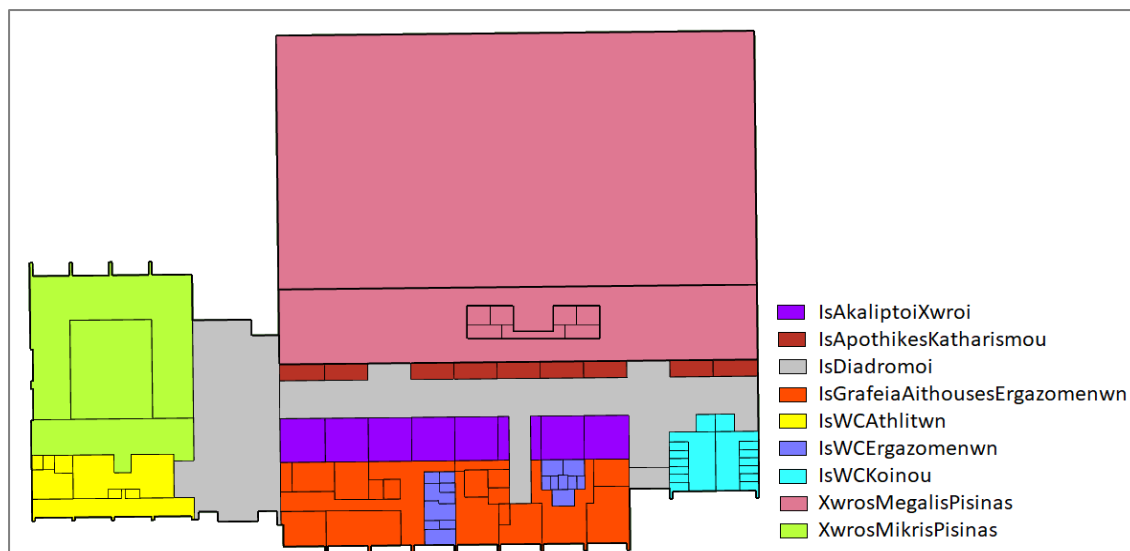 IsAkaliptoiXwroi
IsApothikesKatharismou
IsDiadromoi
IsGrafeiaAithousesErgazomenwn
IsWCAthlitwn
IsWCErgazomenwn
IsWCKoinou
XwrosMegalisPisinas
XwrosMikrisPisinas